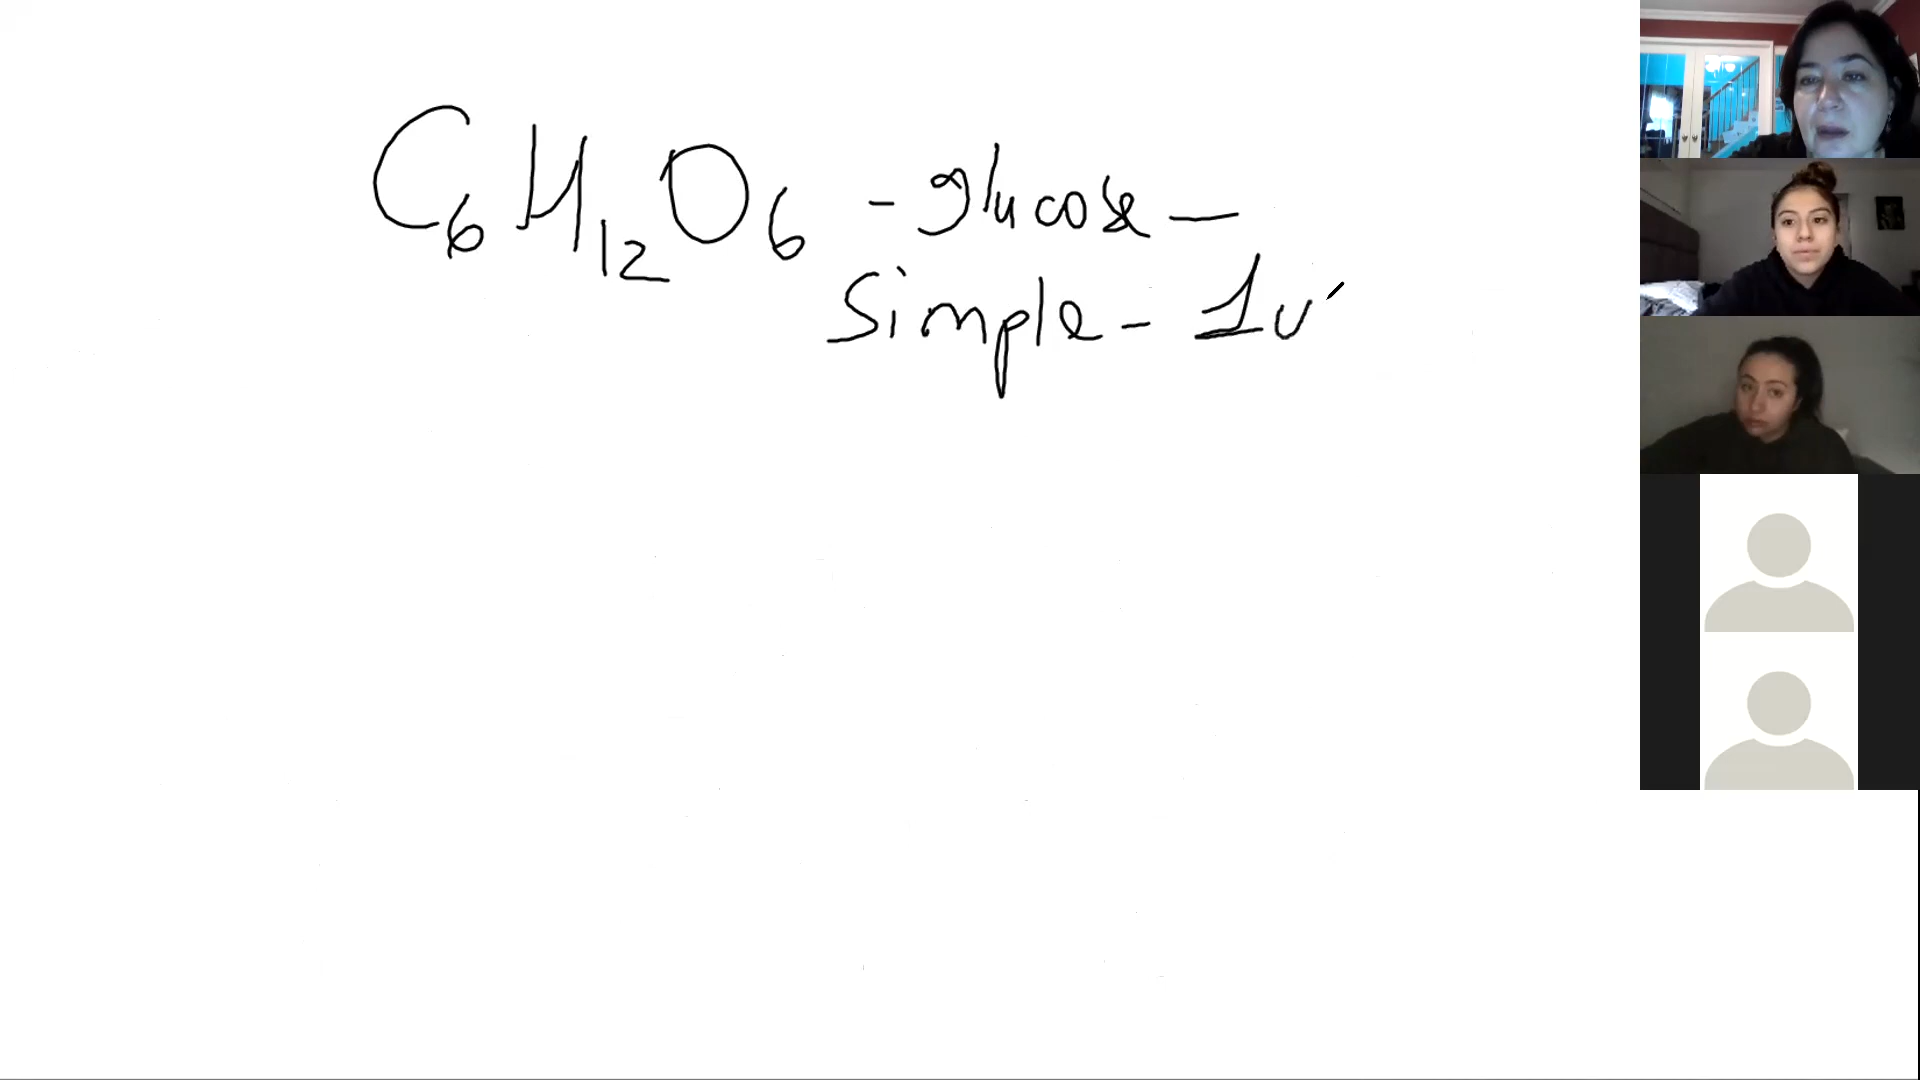 C6H12O6 - glucose —
Simple - 1 u